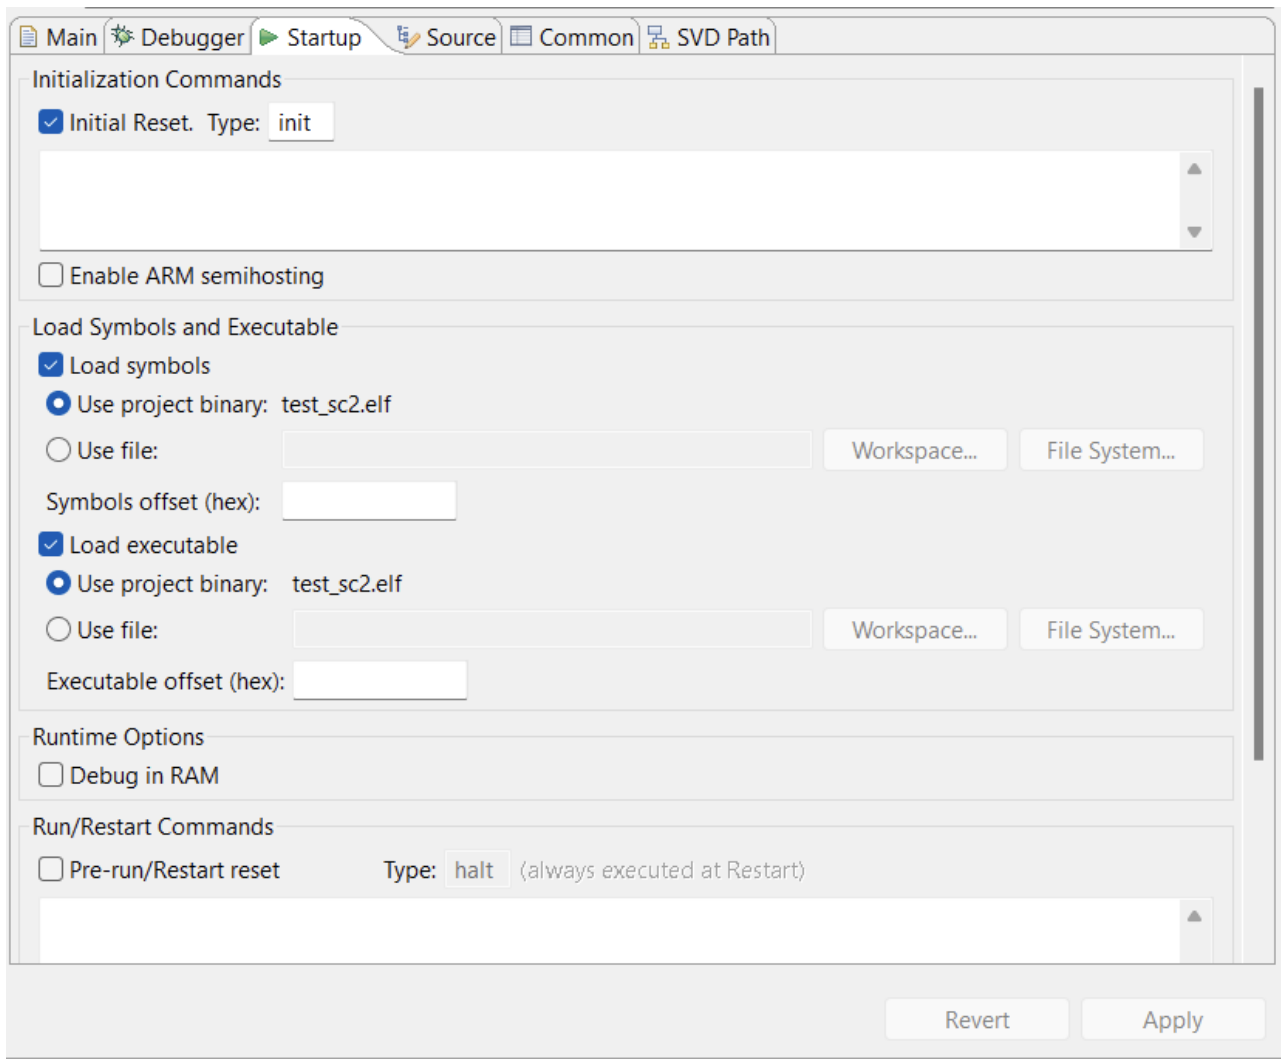 Main Debugger Startup Source Common SVD Path
Initialization Commands
Initial Reset. Type: init
Enable ARM semihosting
Load Symbols and Executable
Load symbols
Use project binary: test_sc2.elf
Use file: Workspace... File System...
Symbols offset (hex):
Load executable
Use project binary: test_sc2.elf
Use file: Workspace... File System...
Executable offset (hex):
Runtime Options
Debug in RAM
Run/Restart Commands
Pre-run/Restart reset Type: halt (always executed at Restart)
Revert Apply